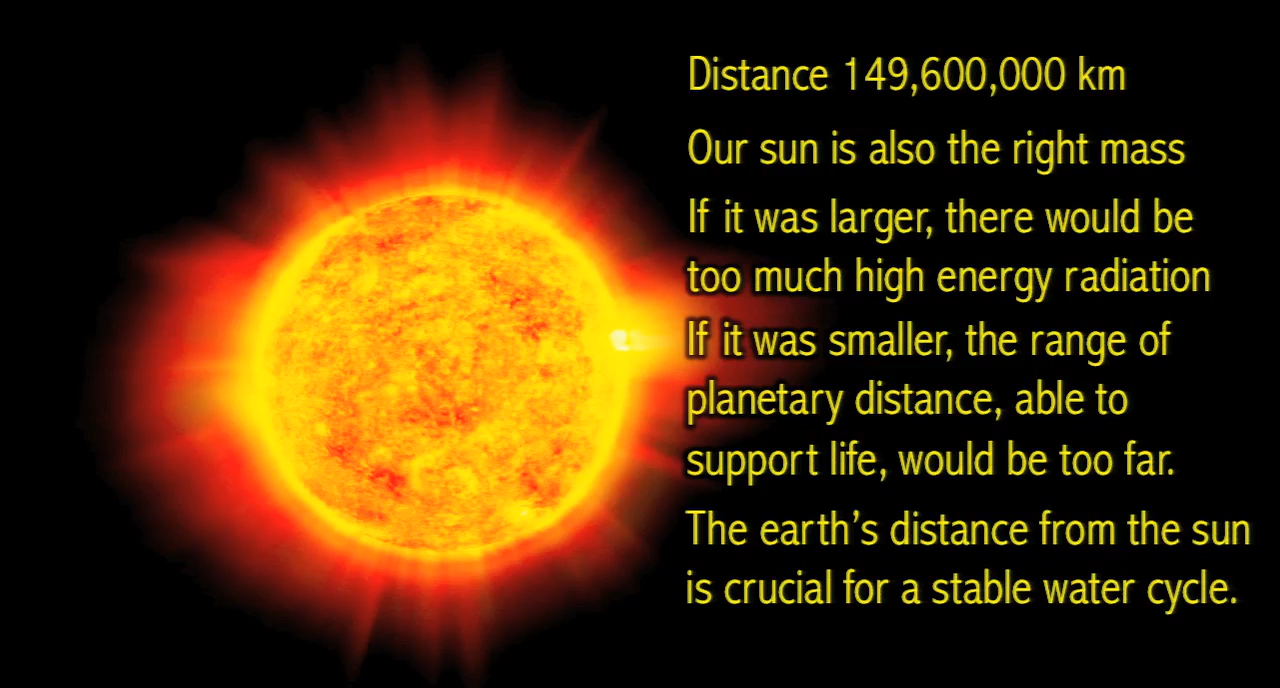 Distance 149,600,000 km
Our sun is also the right mass
If it was larger, there would be
too much high energy radiation
If it was smaller, the range of
planetary distance, able to
support life, would be too far.
The earth’s distance from the sun
is crucial for a stable water cycle.